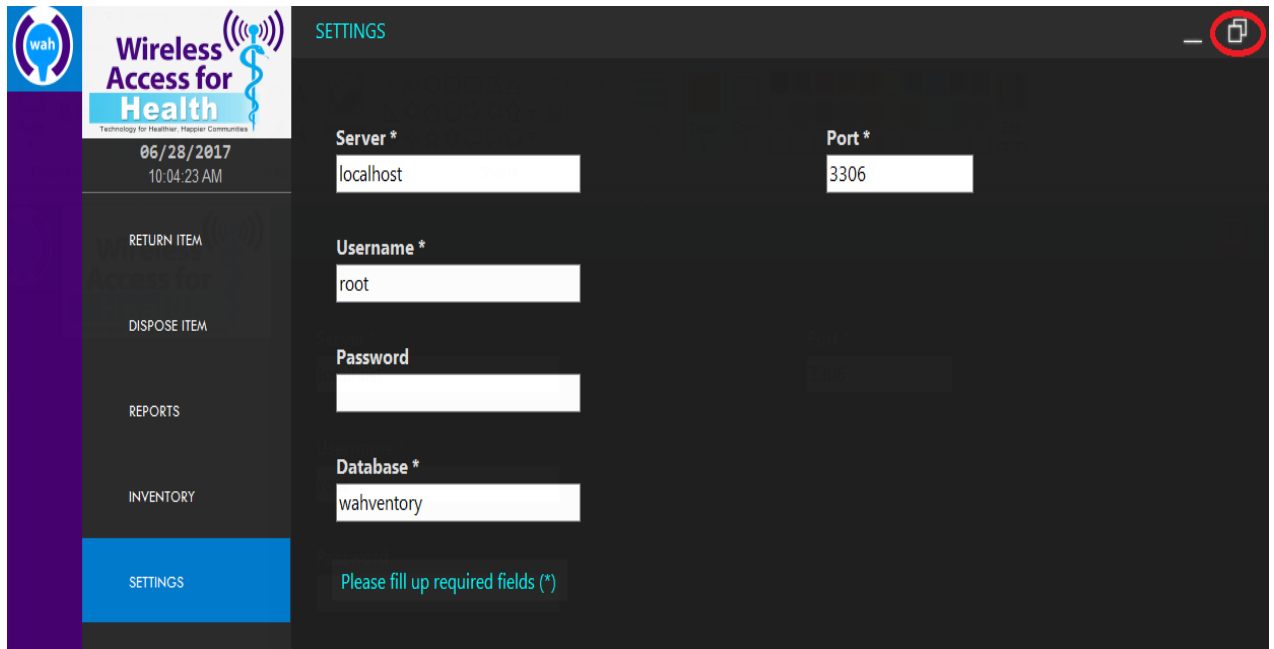 wah
Wireless
Access for
Health
Technology for Healthier, Happier Communities
06/28/2017
10:04:23 AM
RETURN ITEM
DISPOSE ITEM
REPORTS
INVENTORY
SETTINGS
SETTINGS
Server *
localhost
Port *
3306
Username *
root
Password
Database *
wahventory
Please fill up required fields (*)